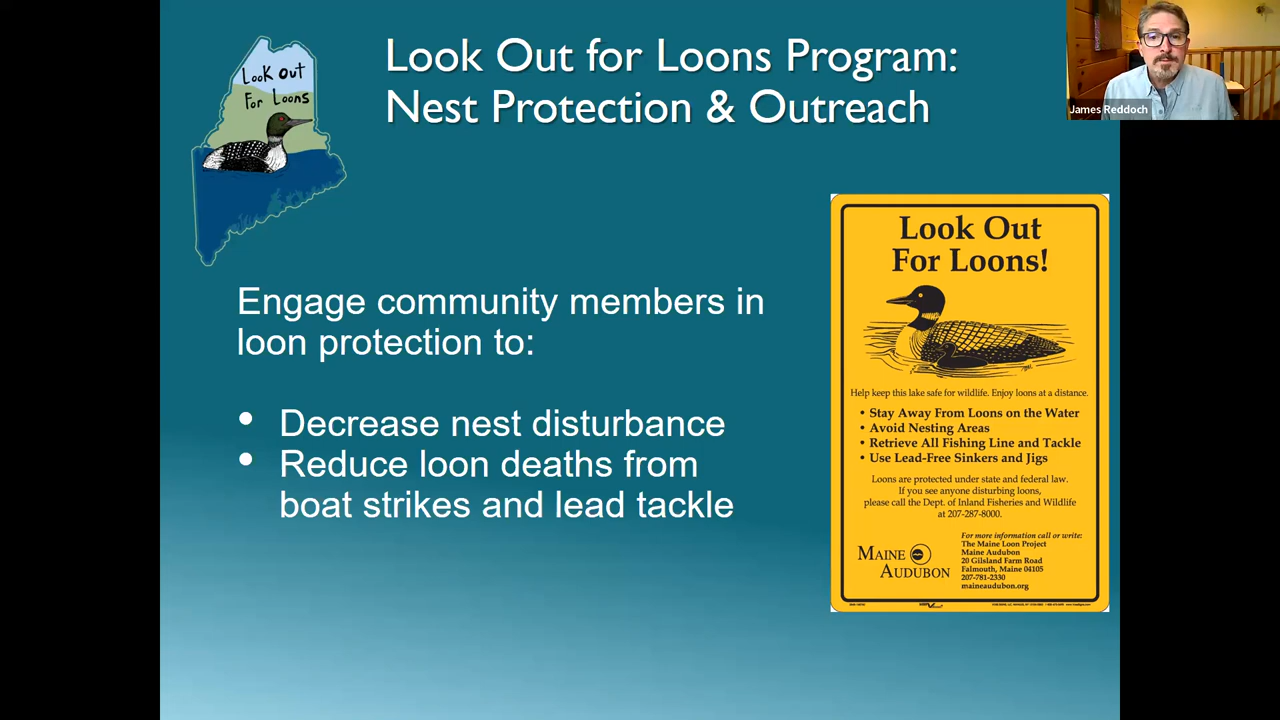 Look Out for Loons Program:
Nest Protection & Outreach
Look Out
For Loons
James Reddoch
Engage community members in
loon protection to:
• Decrease nest disturbance
• Reduce loon deaths from
boat strikes and lead tackle
Look Out
For Loons!
Help keep this lake safe for wildlife. Enjoy loons at a distance.
• Stay Away From Loons on the Water
• Avoid Nesting Areas
• Retrieve All Fishing Line and Tackle
• Use Lead-Free Sinkers and Jigs
Loons are protected under state and federal law.
If you see anyone disturbing loons,
please call the Dept. of Inland Fisheries and Wildlife
at 207-287-8000.
MAINE
AUDUBON
For more information call or write:
The Maine Loon Project
Maine Audubon
20 Gilsland Farm Road
Falmouth, Maine 04105
207-781-2330
maineaudubon.org